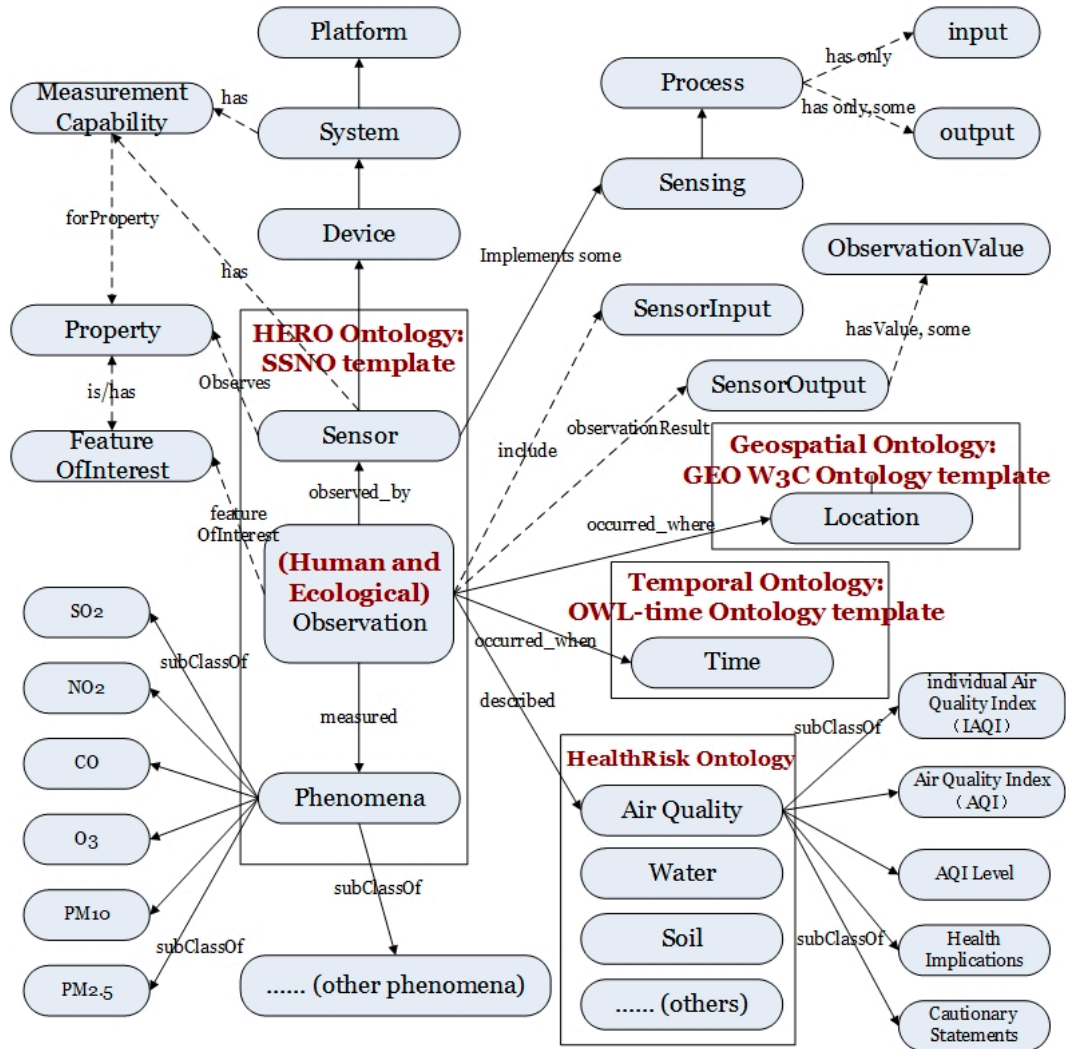 Platform
input
has only
Process
Measurement
Capability
has
System
has only,some
output
Sensing
forProperty
Device
Implements some
has
ObservationValue
Property
HERO Ontology:
SSNO template
SensorInput
hasValue, some
Observes
is/has
SensorOutput
Feature
OfInterest
Sensor
include
observationResult
Geospatial Ontology:
GEO W3C Ontology template
observed_by
feature
OfInterest
occurred_where
Location
(Human and
Ecological)
Observation
Temporal Ontology:
OWL-time Ontology template
SO2
subClassOf
occurred_when
Time
NO2
measured
described
individual Air
Quality Index
(IAQI)
subClassOf
CO
HealthRisk Ontology
Phenomena
Air Quality
Air Quality Index
(AQI)
O3
Water
AQI Level
subClassOf
PM10
subClassOf
Soil
subClassOf
Health
Implications
PM2.5
...... (other phenomena)
...... (others)
Cautionary
Statements